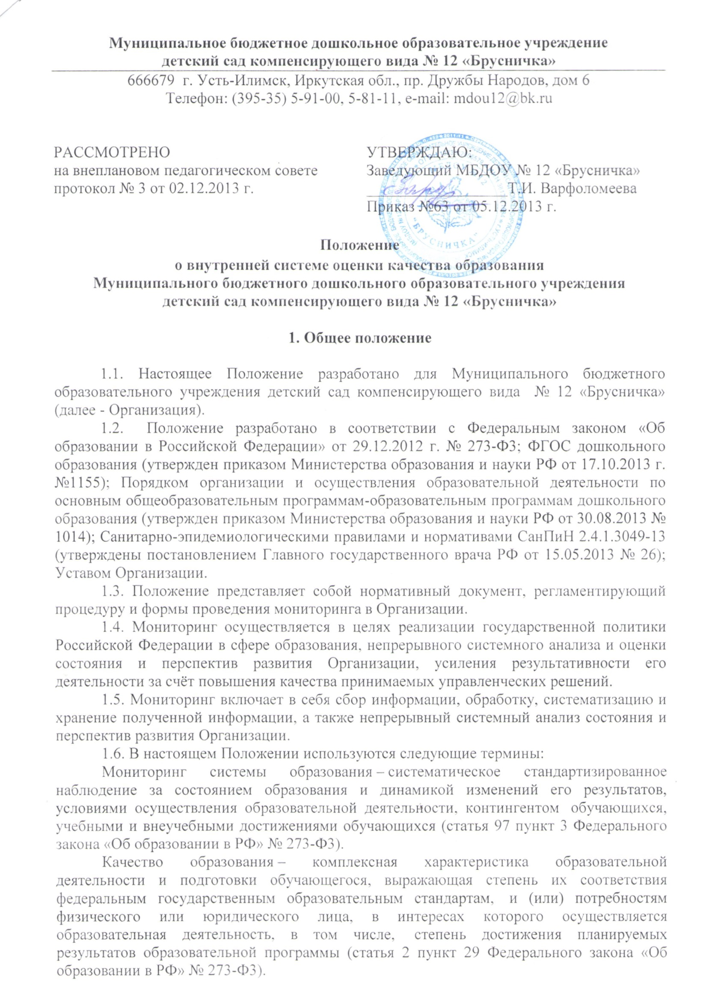 Муниципальное бюджетное дошкольное образовательное учреждение
детский сад компенсирующего вида № 12 «Брусничка»
666679 г. Усть-Илимск, Иркутская обл., пр. Дружбы Народов, дом 6
Телефон: (395-35) 5-91-00, 5-81-11, e-mail: mdou12@bk.ru
РАССМОТРЕНО
на внеплановом педагогическом совете
протокол № 3 от 02.12.2013 г.
УТВЕРЖДАЮ:
Заведующий МБДОУ № 12 «Брусничка»
Т.И. Варфоломеева
Приказ №63 от 05.12.2013 г.
"БРУСНИЧКА"
Положение
о внутренней системе оценки качества образования
Муниципального бюджетного дошкольного образовательного учреждения
детский сад компенсирующего вида № 12 «Брусничка»
1. Общее положение
1.1. Настоящее Положение разработано для Муниципального бюджетного
образовательного учреждения детский сад компенсирующего вида № 12 «Брусничка»
(далее - Организация).
1.2. Положение разработано в соответствии с Федеральным законом «Об
образовании в Российской Федерации» от 29.12.2012 г. № 273-ФЗ; ФГОС дошкольного
образования (утвержден приказом Министерства образования и науки РФ от 17.10.2013 г.
№1155); Порядком организации и осуществления образовательной деятельности по
основным общеобразовательным программам-образовательным программам дошкольного
образования (утвержден приказом Министерства образования и науки РФ от 30.08.2013 №
1014); Санитарно-эпидемиологическими правилами и нормативами СанПиН 2.4.1.3049-13
(утверждены постановлением Главного государственного врача РФ от 15.05.2013 № 26);
Уставом Организации.
1.3. Положение представляет собой нормативный документ, регламентирующий
процедуру и формы проведения мониторинга в Организации.
1.4. Мониторинг осуществляется в целях реализации государственной политики
Российской Федерации в сфере образования, непрерывного системного анализа и оценки
состояния и перспектив развития Организации, усиления результативности его
деятельности за счёт повышения качества принимаемых управленческих решений.
1.5. Мониторинг включает в себя сбор информации, обработку, систематизацию и
хранение полученной информации, а также непрерывный системный анализ состояния и
перспектив развития Организации.
1.6. В настоящем Положении используются следующие термины:
Мониторинг системы образования – систематическое стандартизированное
наблюдение за состоянием образования и динамикой изменений его результатов,
условиями осуществления образовательной деятельности, контингентом обучающихся,
учебными и внеучебными достижениями обучающихся (статья 97 пункт 3 Федерального
закона «Об образовании в РФ» № 273-ФЗ).
Качество образования – комплексная характеристика образовательной
деятельности и подготовки обучающегося, выражающая степень их соответствия
федеральным государственным образовательным стандартам, и (или) потребностям
физического или юридического лица, в интересах которого осуществляется
образовательная деятельность, в том числе, степень достижения планируемых
результатов образовательной программы (статья 2 пункт 29 Федерального закона «Об
образовании в РФ» № 273-ФЗ).